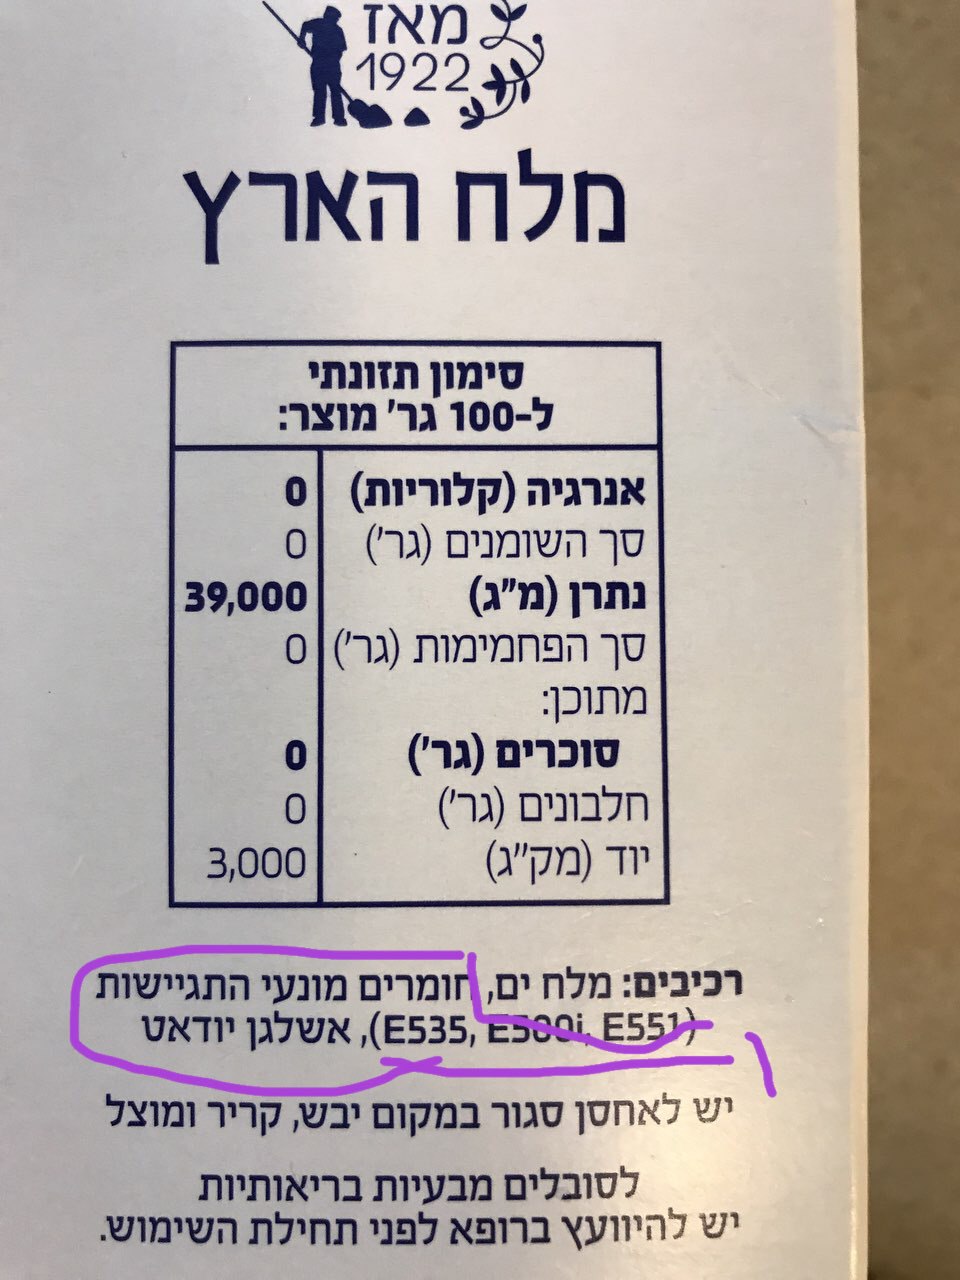 מאז
1922
מלח הארץ
סימון תזונתי
ל-100 גר' מוצר:
אנרגיה (קלוריות) 0
סך השומנים (גר') 0
נתרן (מ"ג) 39,000
סך הפחמימות (גר') 0
מתוכן:
סוכרים (גר') 0
חלבונים (גר') 0
יוד (מק"ג) 3,000
רכיבים: מלח ים, חומרים מונעי התגיישות
(E535, E500i, E551), אשלגן יודאט
יש לאחסן סגור במקום יבש, קריר ומוצל
לסובלים מבעיות בריאותיות
יש להיוועץ ברופא לפני תחילת השימוש.